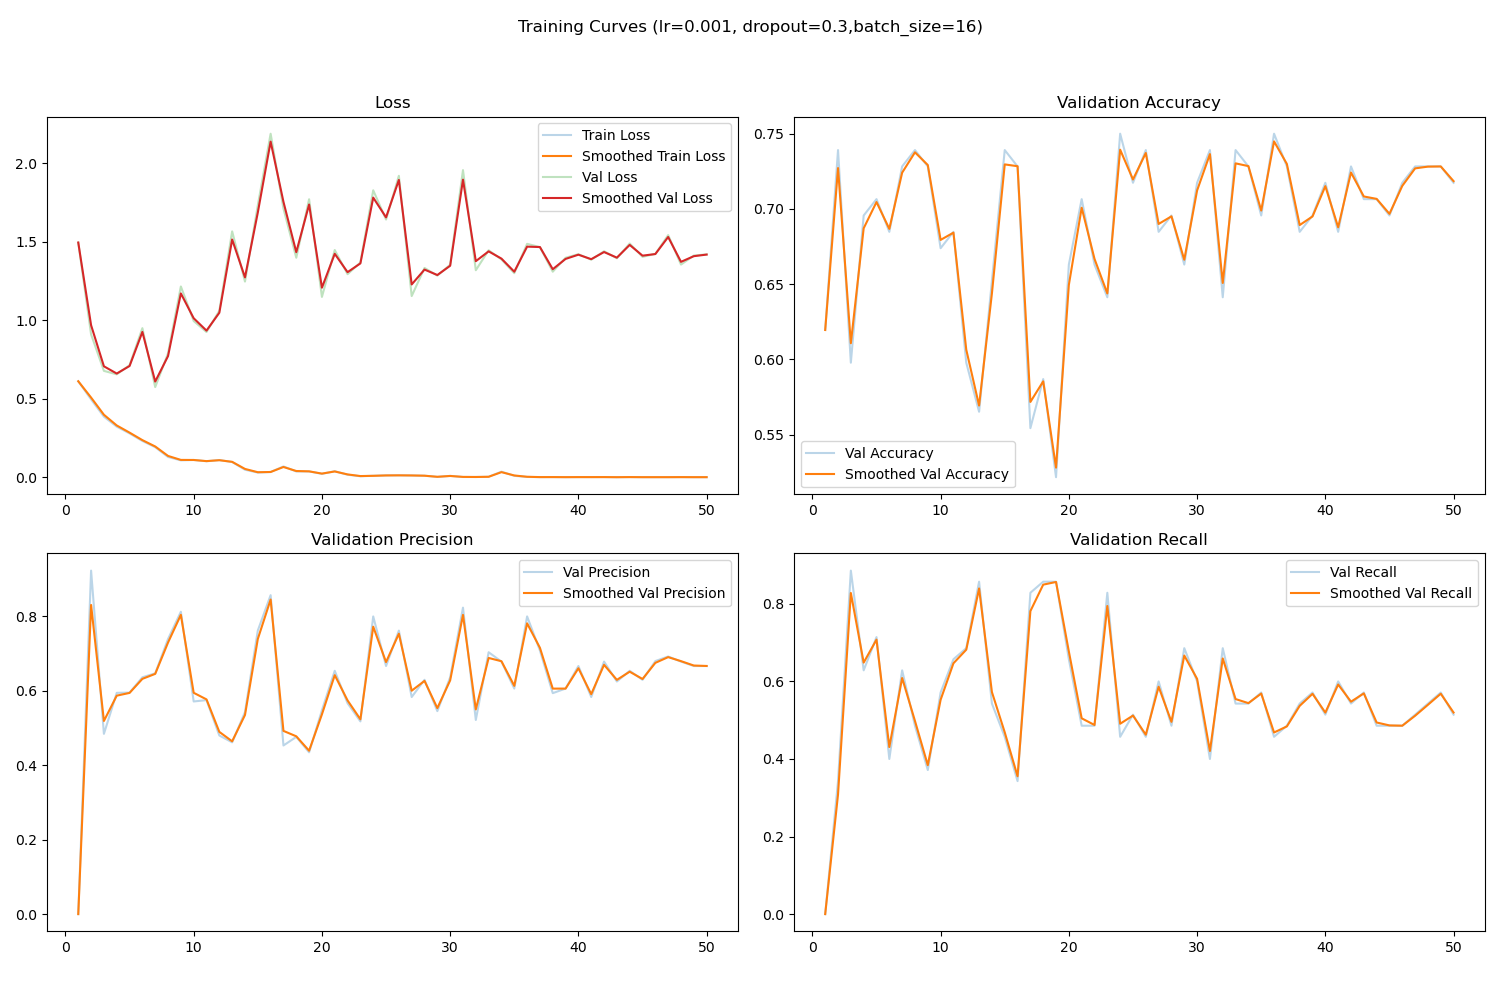 Training Curves (lr=0.001, dropout=0.3,batch_size=16)
Loss
Train Loss
Smoothed Train Loss
Val Loss
Smoothed Val Loss
2.0
1.5
1.0
0.5
0.0
0 10 20 30 40 50
Validation Accuracy
0.75
0.70
0.65
0.60
0.55
Val Accuracy
Smoothed Val Accuracy
0 10 20 30 40 50
Validation Precision
Val Precision
Smoothed Val Precision
0.8
0.6
0.4
0.2
0.0
0 10 20 30 40 50
Validation Recall
Val Recall
Smoothed Val Recall
0.8
0.6
0.4
0.2
0.0
0 10 20 30 40 50